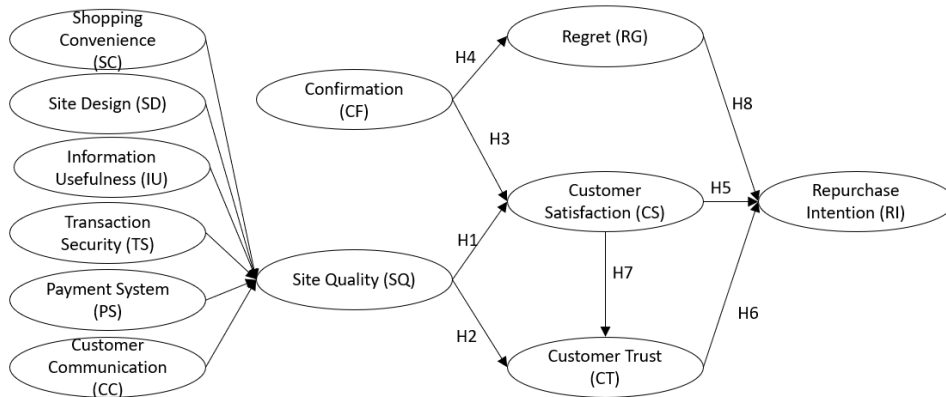 Shopping
Convenience
(SC)
Site Design (SD)
Information
Usefulness (IU)
Transaction
Security (TS)
Payment System
(PS)
Customer
Communication
(CC)
Confirmation
(CF)
Site Quality (SQ)
H4
H3
H1
H2
Regret (RG)
Customer
Satisfaction (CS)
H7
Customer Trust
(CT)
H8
H5
H6
Repurchase
Intention (RI)